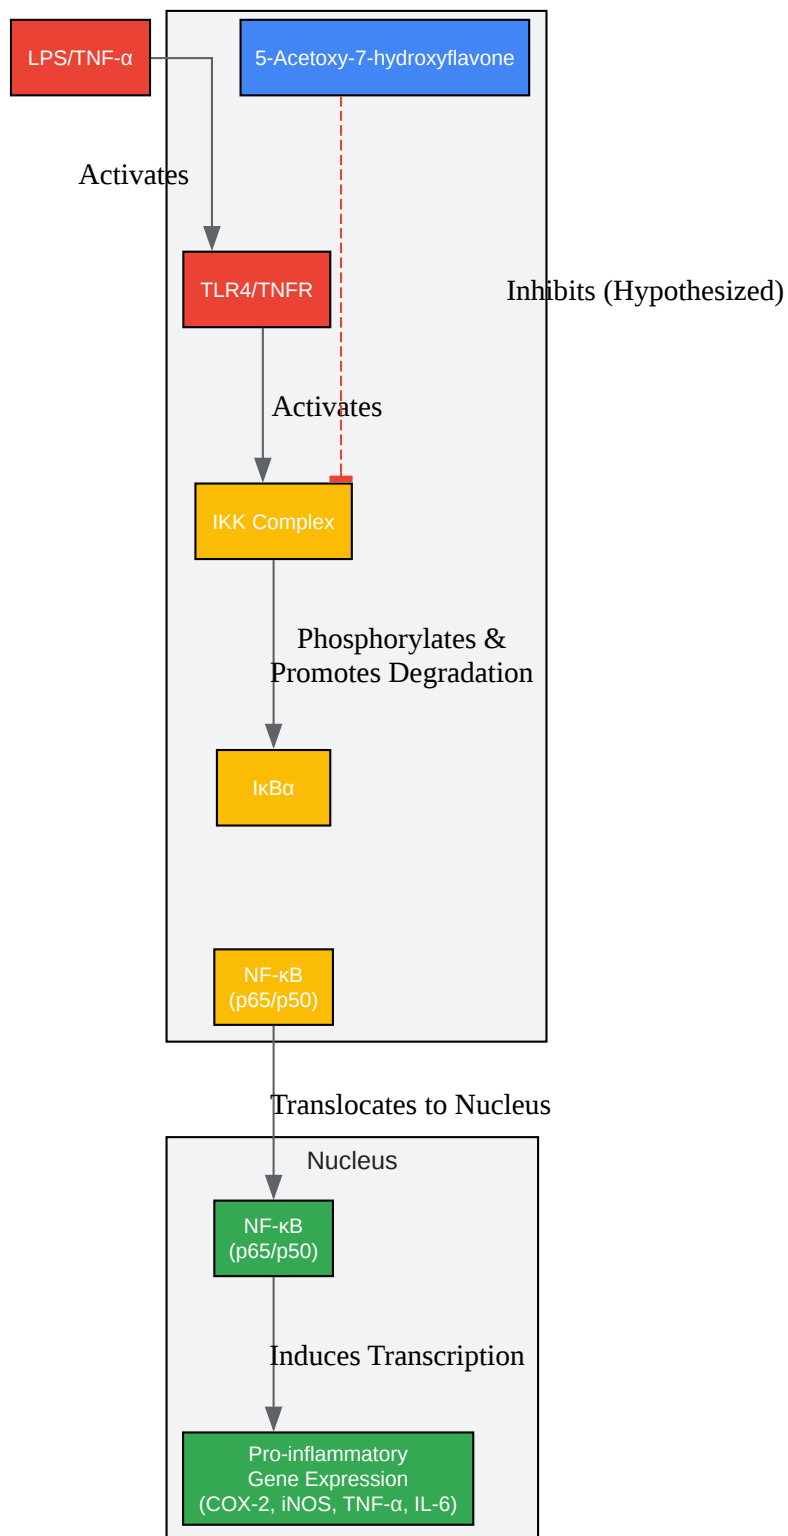 LPS/TNF-α
5-Acetoxy-7-hydroxyflavone
Activates
TLR4/TNFR
Inhibits (Hypothesized)
Activates
IKK Complex
Phosphorylates &
Promotes Degradation
IκBα
NF-κB
(p65/p50)
Translocates to Nucleus
Nucleus
NF-κB
(p65/p50)
Induces Transcription
Pro-inflammatory
Gene Expression
(COX-2, iNOS, TNF-α, IL-6)